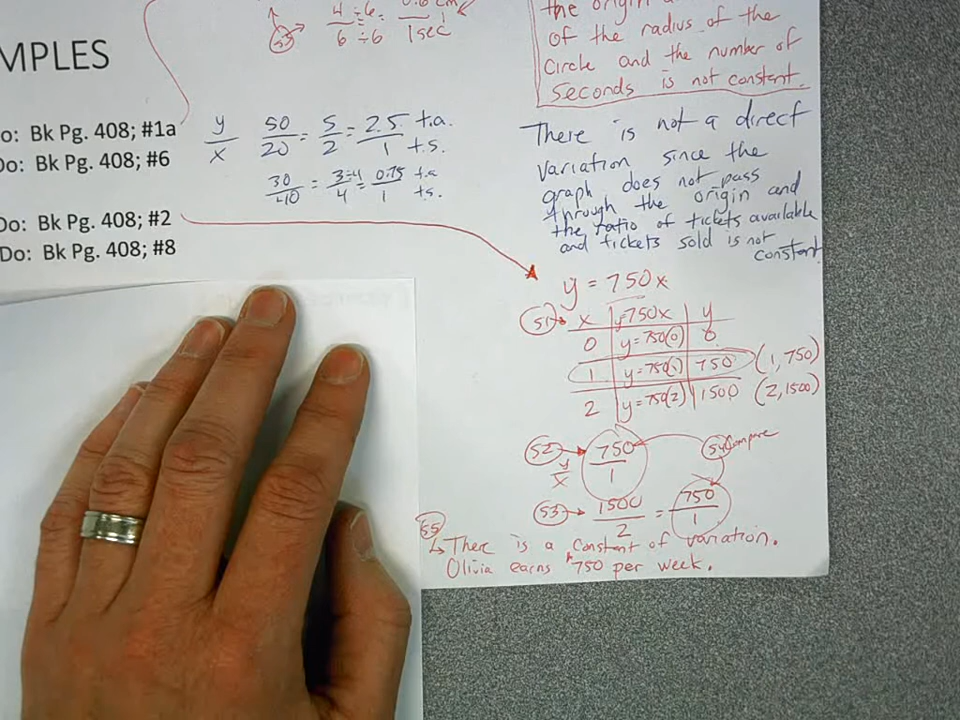 4 ÷6 = 0.6 cm
6 ÷6 1 sec
of the radius of the
circle and the number of
seconds is not constant.
MPLES
o: Bk Pg. 408; #1a
Do: Bk Pg. 408; #6
Do: Bk Pg. 408; #2
Do: Bk Pg. 408; #8
y 50 = 5 = 2.5 t.a.
x 20 2 1 t.s.
30 = 3÷4 = 0.75 t.a
40 4 1 t.s.
There is not a direct
variation since the
graph does not pass
through the origin and
the ratio of tickets available
and tickets sold is not
constant.
y = 750x
S1 x y=750x y
0 y=750(0) 0
1 y=750(1) 750 (1, 750)
2 y=750(2) 1500 (2, 1500)
S2 y 750 S4 Compare
x 1
S3 1500 = 750
2 1
S5
There is a constant of variation.
Olivia earns $750 per week.